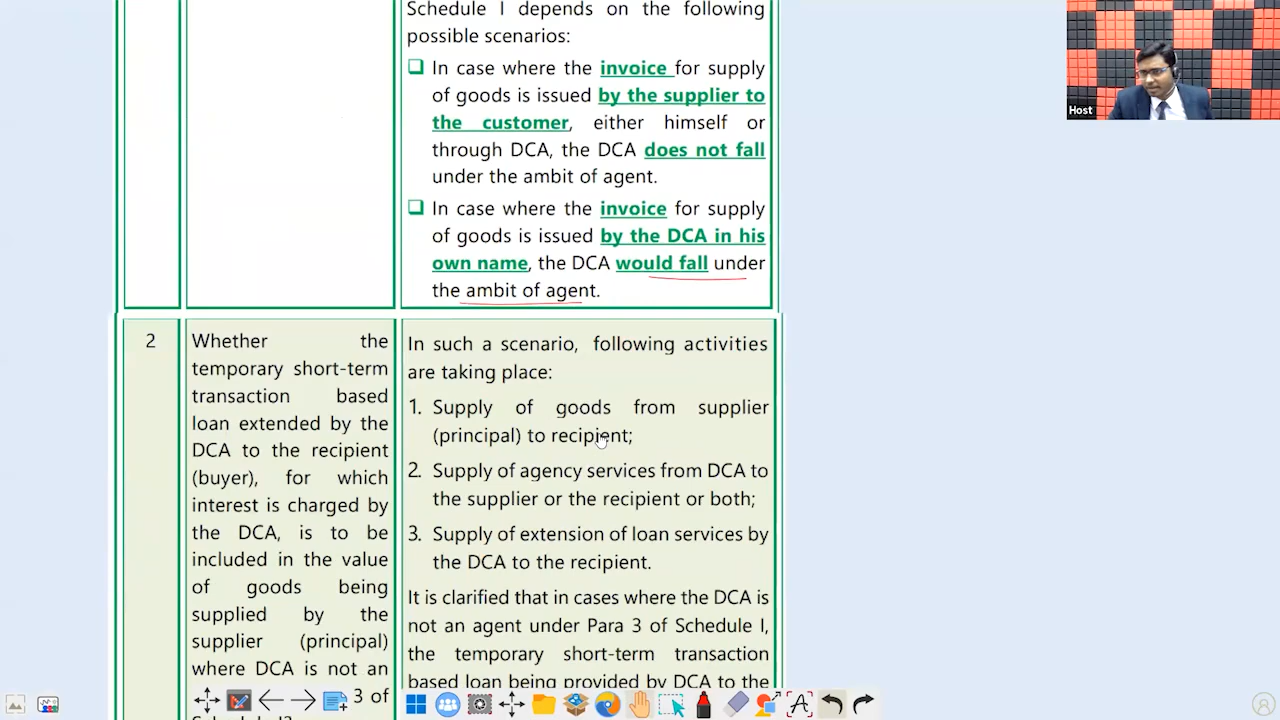 Schedule I depends on the following
possible scenarios:
In case where the invoice for supply
of goods is issued by the supplier to
the customer, either himself or
through DCA, the DCA does not fall
under the ambit of agent.
In case where the invoice for supply
of goods is issued by the DCA in his
own name, the DCA would fall under
the ambit of agent.
2
Whether the
temporary short-term
transaction based
loan extended by the
DCA to the recipient
(buyer), for which
interest is charged by
the DCA, is to be
included in the value
of goods being
supplied by the
supplier (principal)
where DCA is not an
3 of
In such a scenario, following activities
are taking place:
1. Supply of goods from supplier
(principal) to recipient;
2. Supply of agency services from DCA to
the supplier or the recipient or both;
3. Supply of extension of loan services by
the DCA to the recipient.
It is clarified that in cases where the DCA is
not an agent under Para 3 of Schedule I,
the temporary short-term transaction
based loan being provided by DCA to the
Host